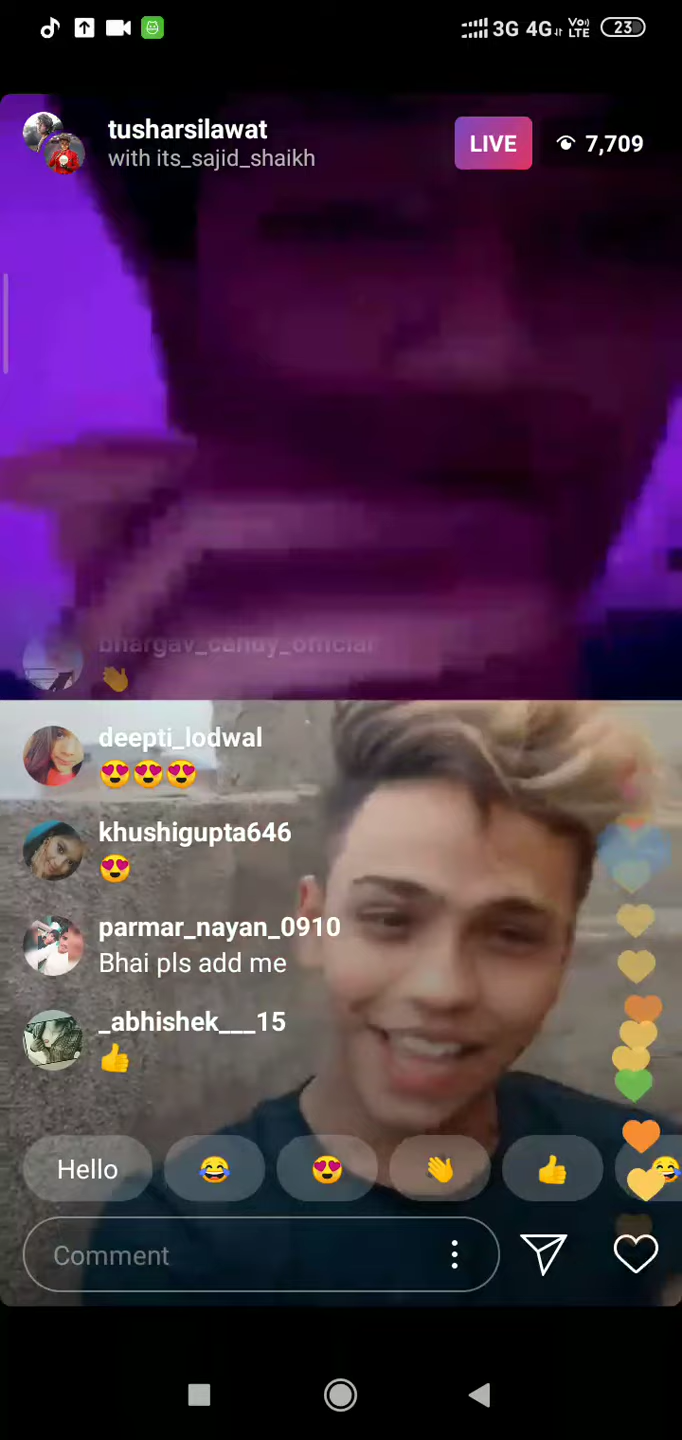 3G 4G Vo) LTE 23
tusharsilawat
with its_sajid_shaikh
LIVE 7,709
bhargav_candy_official
👏
deepti_lodwal
😍😍😍
khushigupta646
😍
parmar_nayan_0910
Bhai pls add me
_abhishek___15
👍
Hello 😂 😍 👏 👍 😂
Comment